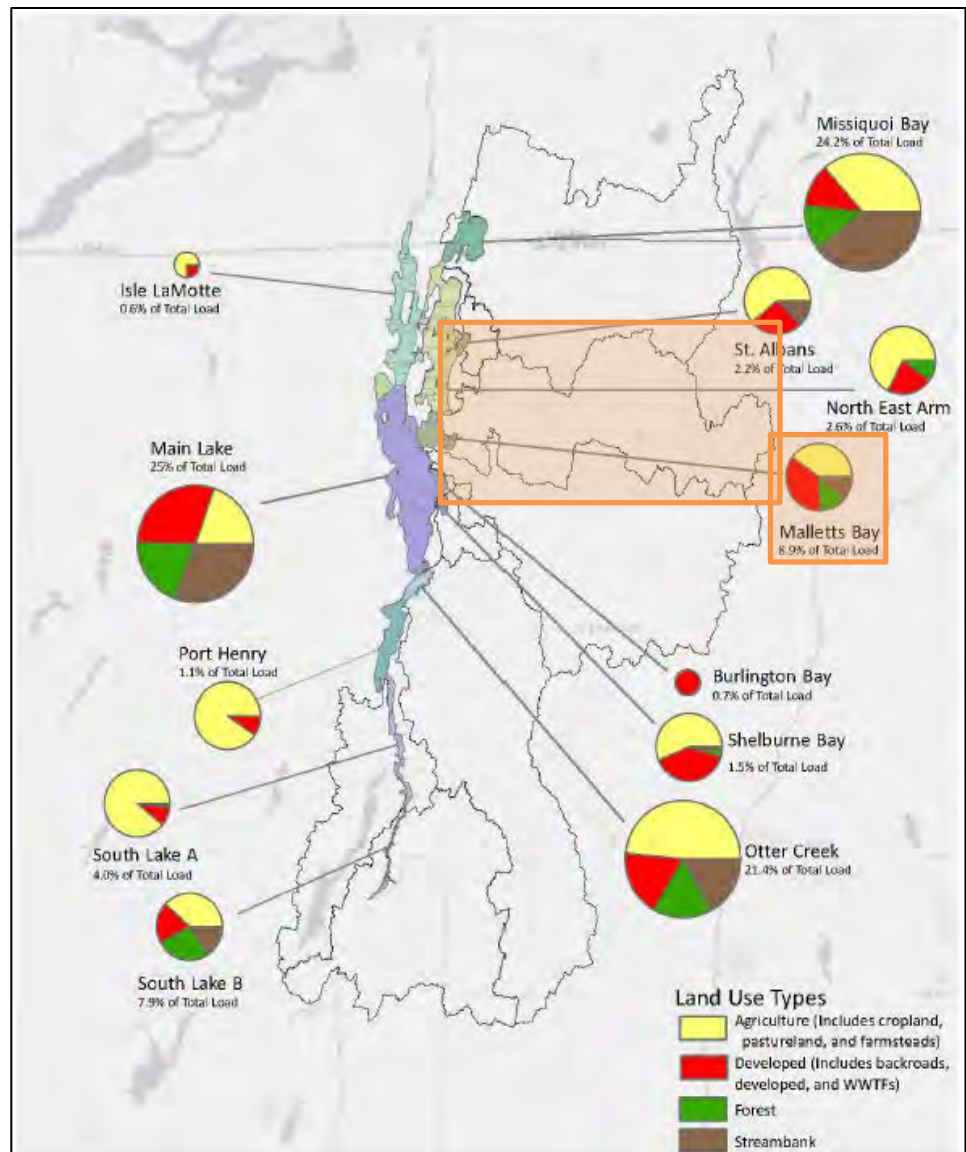 Missiquoi Bay
24.2% of Total Load
Isle LaMotte
0.6% of Total Load
St. Albans
2.2% of Total Load
North East Arm
2.6% of Total Load
Main Lake
25% of Total Load
Malletts Bay
8.9% of Total Load
Port Henry
1.1% of Total Load
Burlington Bay
0.7% of Total Load
Shelburne Bay
1.5% of Total Load
South Lake A
4.0% of Total Load
Otter Creek
21.4% of Total Load
South Lake B
7.9% of Total Load
Land Use Types
Agriculture (Includes cropland,
pastureland, and farmsteads)
Developed (Includes backroads,
developed, and WWTFs)
Forest
Streambank